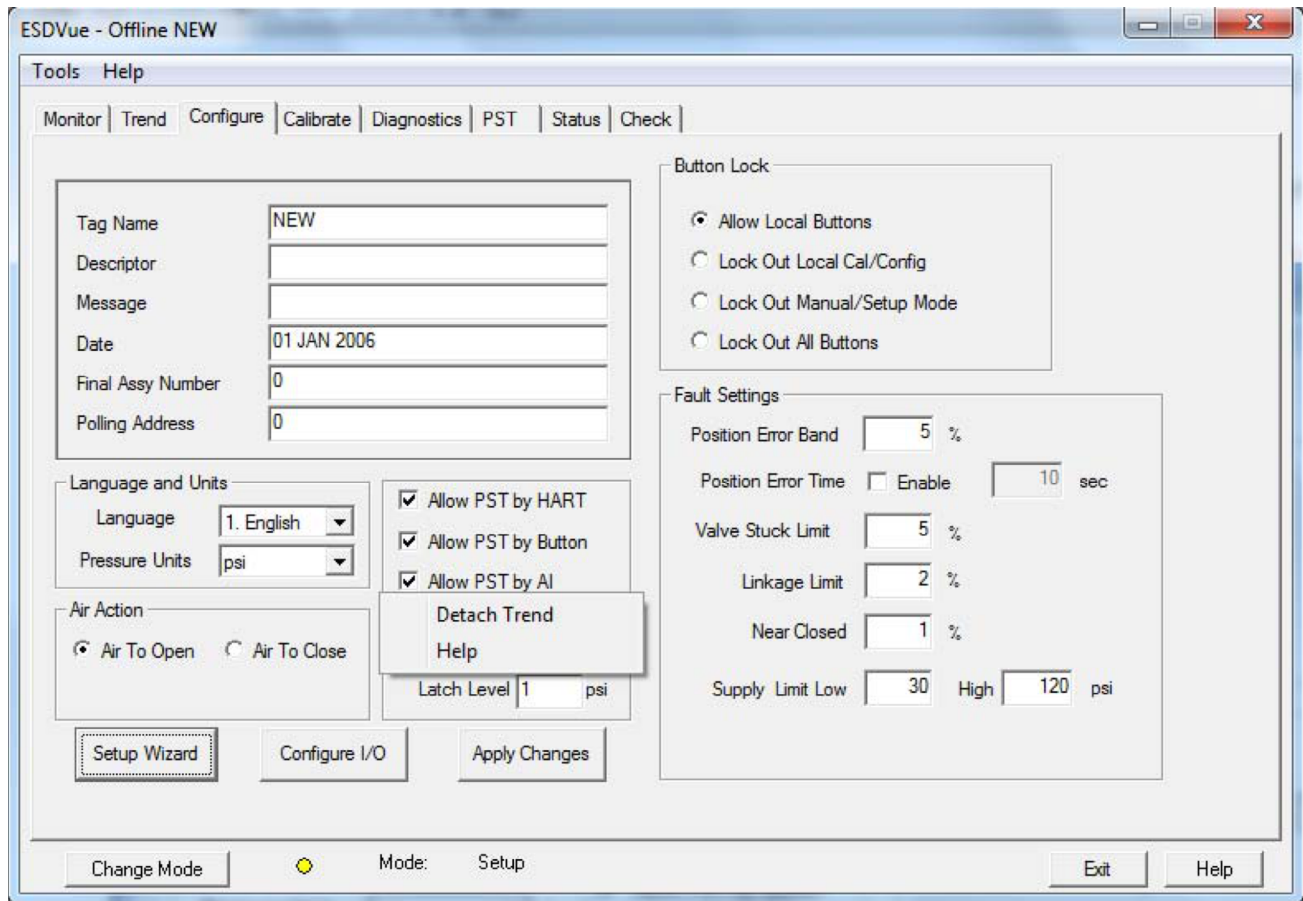 ESDVue - Offline NEW
Tools Help
Monitor Trend Configure Calibrate Diagnostics PST Status Check
Tag Name NEW
Descriptor
Message
Date 01 JAN 2006
Final Assy Number 0
Polling Address 0
Language and Units
Language 1. English
Pressure Units psi
Air Action
Air To Open Air To Close
Allow PST by HART
Allow PST by Button
Allow PST by AI
Detach Trend
Help
Latch Level 1 psi
Setup Wizard Configure I/O Apply Changes
Button Lock
Allow Local Buttons
Lock Out Local Cal/Config
Lock Out Manual/Setup Mode
Lock Out All Buttons
Fault Settings
Position Error Band 5 %
Position Error Time Enable 10 sec
Valve Stuck Limit 5 %
Linkage Limit 2 %
Near Closed 1 %
Supply Limit Low 30 High 120 psi
Change Mode Mode: Setup Exit Help